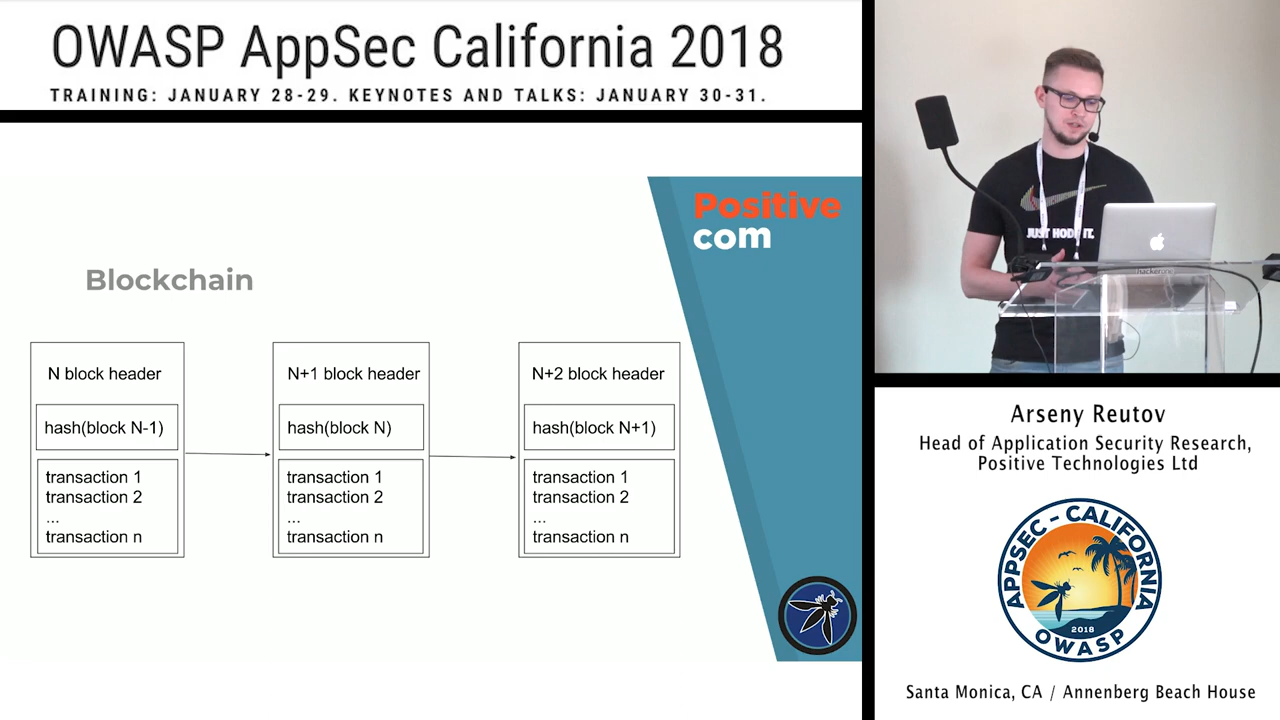 OWASP AppSec California 2018
TRAINING: JANUARY 28-29. KEYNOTES AND TALKS: JANUARY 30-31.
Positive
com
Blockchain
N block header
hash(block N-1)
transaction 1
transaction 2
...
transaction n
N+1 block header
hash(block N)
transaction 1
transaction 2
...
transaction n
N+2 block header
hash(block N+1)
transaction 1
transaction 2
...
transaction n
JUST HODL IT.
hackerone
Arseny Reutov
Head of Application Security Research,
Positive Technologies Ltd
APPSEC - CALIFORNIA
2018
OWASP
Santa Monica, CA / Annenberg Beach House